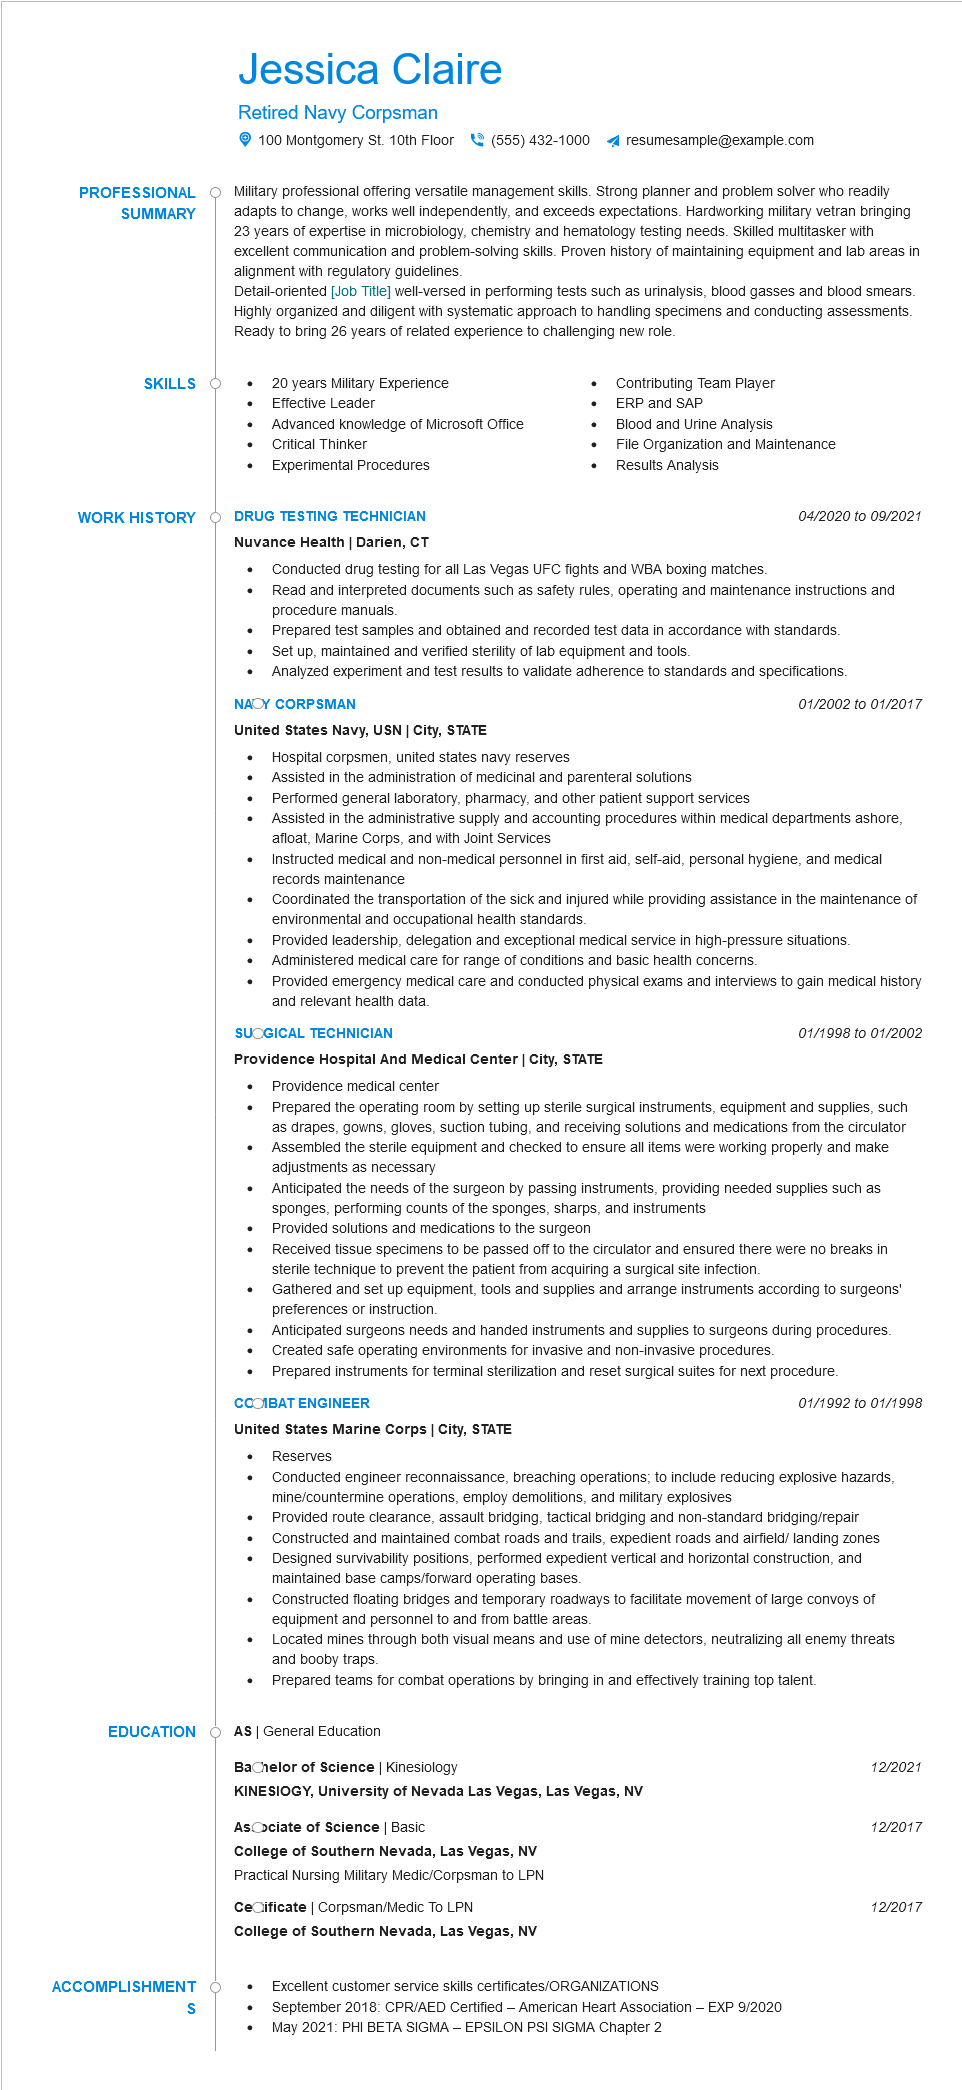 Jessica Claire
Retired Navy Corpsman
100 Montgomery St. 10th Floor (555) 432-1000 resumesample@example.com
PROFESSIONAL
SUMMARY
Military professional offering versatile management skills. Strong planner and problem solver who readily
adapts to change, works well independently, and exceeds expectations. Hardworking military vetran bringing
23 years of expertise in microbiology, chemistry and hematology testing needs. Skilled multitasker with
excellent communication and problem-solving skills. Proven history of maintaining equipment and lab areas in
alignment with regulatory guidelines.
Detail-oriented [Job Title] well-versed in performing tests such as urinalysis, blood gasses and blood smears.
Highly organized and diligent with systematic approach to handling specimens and conducting assessments.
Ready to bring 26 years of related experience to challenging new role.
SKILLS
• 20 years Military Experience
• Effective Leader
• Advanced knowledge of Microsoft Office
• Critical Thinker
• Experimental Procedures
• Contributing Team Player
• ERP and SAP
• Blood and Urine Analysis
• File Organization and Maintenance
• Results Analysis
WORK HISTORY
DRUG TESTING TECHNICIAN 04/2020 to 09/2021
Nuvance Health | Darien, CT
• Conducted drug testing for all Las Vegas UFC fights and WBA boxing matches.
• Read and interpreted documents such as safety rules, operating and maintenance instructions and
procedure manuals.
• Prepared test samples and obtained and recorded test data in accordance with standards.
• Set up, maintained and verified sterility of lab equipment and tools.
• Analyzed experiment and test results to validate adherence to standards and specifications.
NAVY CORPSMAN 01/2002 to 01/2017
United States Navy, USN | City, STATE
• Hospital corpsmen, united states navy reserves
• Assisted in the administration of medicinal and parenteral solutions
• Performed general laboratory, pharmacy, and other patient support services
• Assisted in the administrative supply and accounting procedures within medical departments ashore,
afloat, Marine Corps, and with Joint Services
• Instructed medical and non-medical personnel in first aid, self-aid, personal hygiene, and medical
records maintenance
• Coordinated the transportation of the sick and injured while providing assistance in the maintenance of
environmental and occupational health standards.
• Provided leadership, delegation and exceptional medical service in high-pressure situations.
• Administered medical care for range of conditions and basic health concerns.
• Provided emergency medical care and conducted physical exams and interviews to gain medical history
and relevant health data.
SURGICAL TECHNICIAN 01/1998 to 01/2002
Providence Hospital And Medical Center | City, STATE
• Providence medical center
• Prepared the operating room by setting up sterile surgical instruments, equipment and supplies, such
as drapes, gowns, gloves, suction tubing, and receiving solutions and medications from the circulator
• Assembled the sterile equipment and checked to ensure all items were working properly and make
adjustments as necessary
• Anticipated the needs of the surgeon by passing instruments, providing needed supplies such as
sponges, performing counts of the sponges, sharps, and instruments
• Provided solutions and medications to the surgeon
• Received tissue specimens to be passed off to the circulator and ensured there were no breaks in
sterile technique to prevent the patient from acquiring a surgical site infection.
• Gathered and set up equipment, tools and supplies and arrange instruments according to surgeons'
preferences or instruction.
• Anticipated surgeons needs and handed instruments and supplies to surgeons during procedures.
• Created safe operating environments for invasive and non-invasive procedures.
• Prepared instruments for terminal sterilization and reset surgical suites for next procedure.
COMBAT ENGINEER 01/1992 to 01/1998
United States Marine Corps | City, STATE
• Reserves
• Conducted engineer reconnaissance, breaching operations; to include reducing explosive hazards,
mine/countermine operations, employ demolitions, and military explosives
• Provided route clearance, assault bridging, tactical bridging and non-standard bridging/repair
• Constructed and maintained combat roads and trails, expedient roads and airfield/ landing zones
• Designed survivability positions, performed expedient vertical and horizontal construction, and
maintained base camps/forward operating bases.
• Constructed floating bridges and temporary roadways to facilitate movement of large convoys of
equipment and personnel to and from battle areas.
• Located mines through both visual means and use of mine detectors, neutralizing all enemy threats
and booby traps.
• Prepared teams for combat operations by bringing in and effectively training top talent.
EDUCATION
AS | General Education
Bachelor of Science | Kinesiology 12/2021
KINESIOGY, University of Nevada Las Vegas, Las Vegas, NV
Associate of Science | Basic 12/2017
College of Southern Nevada, Las Vegas, NV
Practical Nursing Military Medic/Corpsman to LPN
Certificate | Corpsman/Medic To LPN 12/2017
College of Southern Nevada, Las Vegas, NV
ACCOMPLISHMENT
S
• Excellent customer service skills certificates/ORGANIZATIONS
• September 2018: CPR/AED Certified – American Heart Association – EXP 9/2020
• May 2021: PHI BETA SIGMA – EPSILON PSI SIGMA Chapter 2